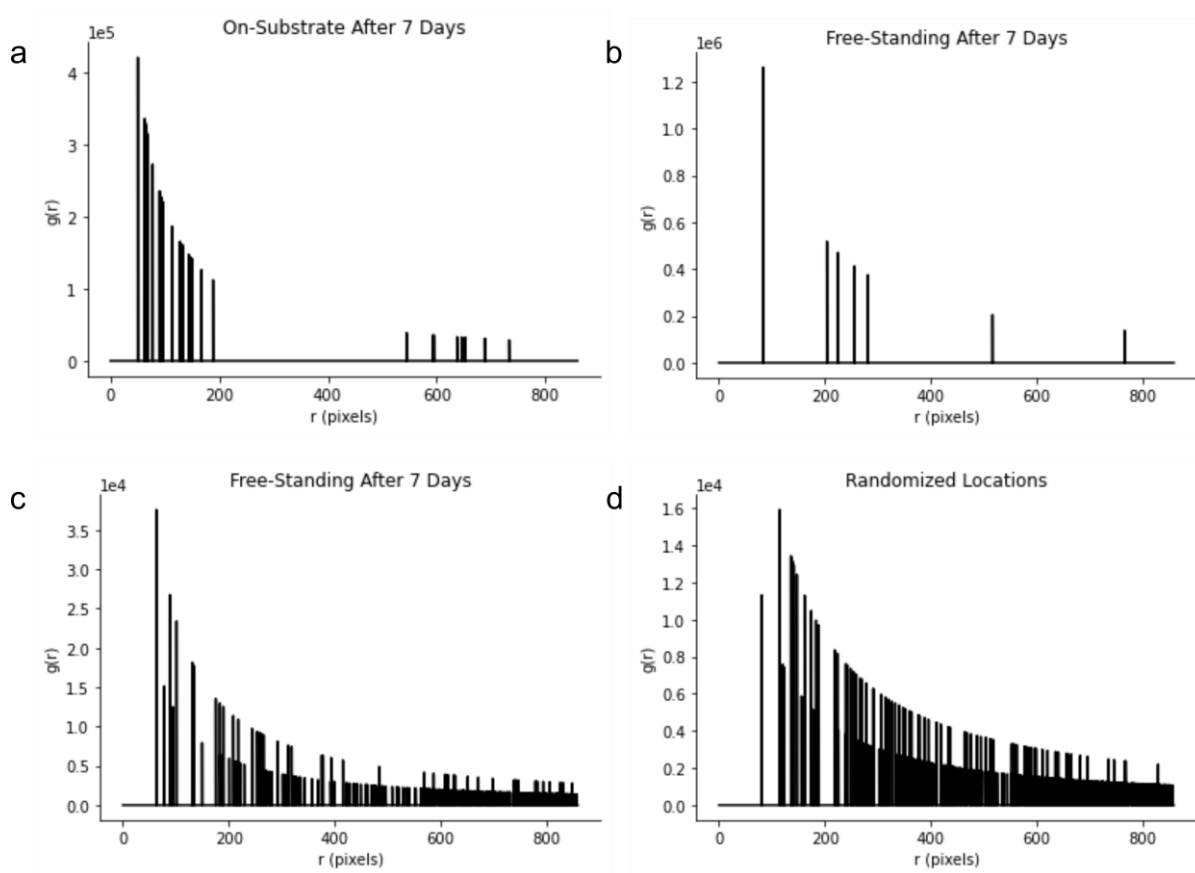 a
On-Substrate After 7 Days
1e5
4
3
2
1
0
g(r)
0 200 400 600 800
r (pixels)
b
Free-Standing After 7 Days
1e6
1.2
1.0
0.8
0.6
0.4
0.2
0.0
g(r)
0 200 400 600 800
r (pixels)
c
Free-Standing After 7 Days
1e4
3.5
3.0
2.5
2.0
1.5
1.0
0.5
0.0
g(r)
0 200 400 600 800
r (pixels)
d
Randomized Locations
1e4
1.6
1.4
1.2
1.0
0.8
0.6
0.4
0.2
0.0
g(r)
0 200 400 600 800
r (pixels)